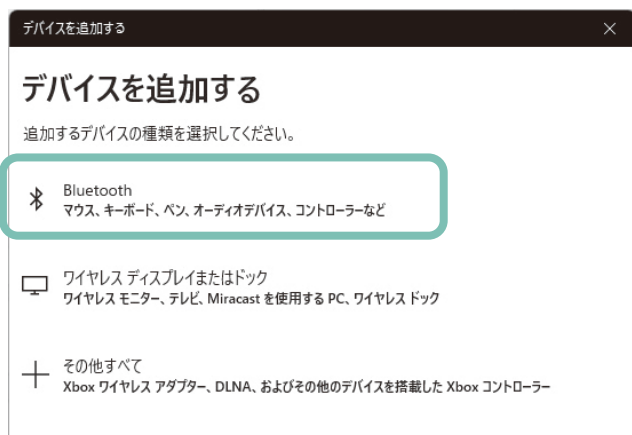 デバイスを追加する
デバイスを追加する
追加するデバイスの種類を選択してください。
Bluetooth
マウス、キーボード、ペン、オーディオデバイス、コントローラーなど
ワイヤレス ディスプレイまたはドック
ワイヤレス モニター、テレビ、Miracast を使用する PC、ワイヤレス ドック
その他すべて
Xbox ワイヤレス アダプター、DLNA、およびその他のデバイスを搭載した Xbox コントローラー